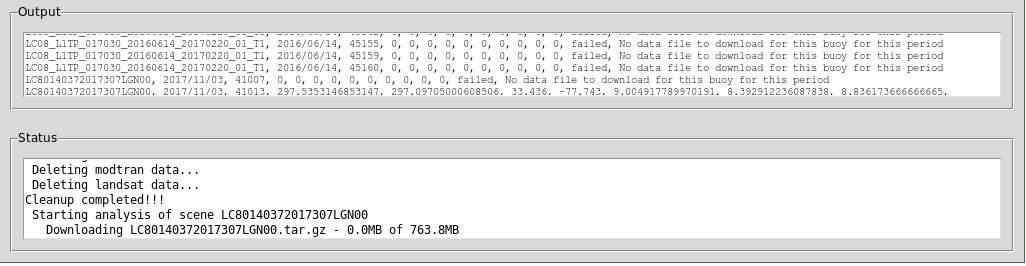 Output
LC08_L1TP_017030_20160614_20170220_01_T1, 2016/06/14, 45155, 0, 0, 0, 0, 0, 0, 0, 0, 0, 0, failed, No data file to download for this buoy for this period
LC08_L1TP_017030_20160614_20170220_01_T1, 2016/06/14, 45159, 0, 0, 0, 0, 0, 0, 0, 0, 0, 0, failed, No data file to download for this buoy for this period
LC08_L1TP_017030_20160614_20170220_01_T1, 2016/06/14, 45160, 0, 0, 0, 0, 0, 0, 0, 0, 0, 0, failed, No data file to download for this buoy for this period
LC80140372017307LGN00, 2017/11/03, 41007, 0, 0, 0, 0, 0, 0, 0, 0, 0, 0, failed, No data file to download for this buoy for this period
LC80140372017307LGN00, 2017/11/03, 41013, 297.5353146853147, 297.09705000608506, 33.436, -77.743, 9.004917789970191, 8.392912236087838, 8.836173666666665,
Status
Deleting modtran data...
Deleting landsat data...
Cleanup completed!!!
Starting analysis of scene LC80140372017307LGN00
Downloading LC80140372017307LGN00.tar.gz - 0.0MB of 763.8MB